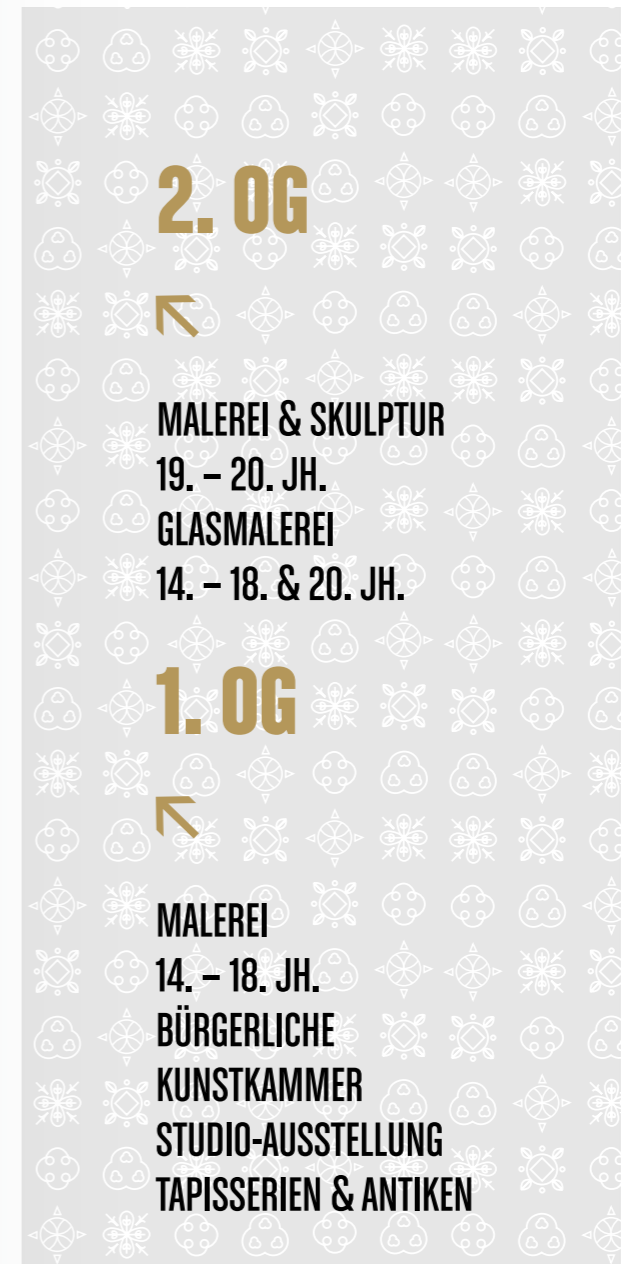 2. OG
MALEREI & SKULPTUR
19. – 20. JH.
GLASMALEREI
14. – 18. & 20. JH.
1. OG
MALEREI
14. – 18. JH.
BÜRGERLICHE
KUNSTKAMMER
STUDIO-AUSSTELLUNG
TAPISSERIEN & ANTIKEN